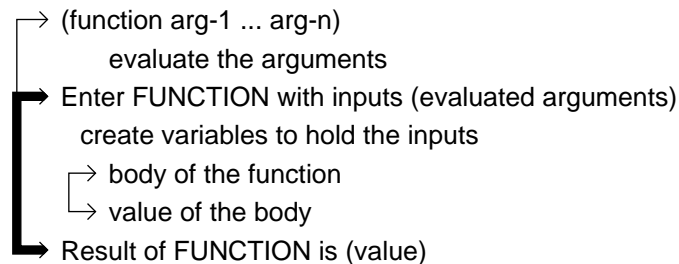 (function arg-1 ... arg-n)
evaluate the arguments
Enter FUNCTION with inputs (evaluated arguments)
create variables to hold the inputs
body of the function
value of the body
Result of FUNCTION is (value)